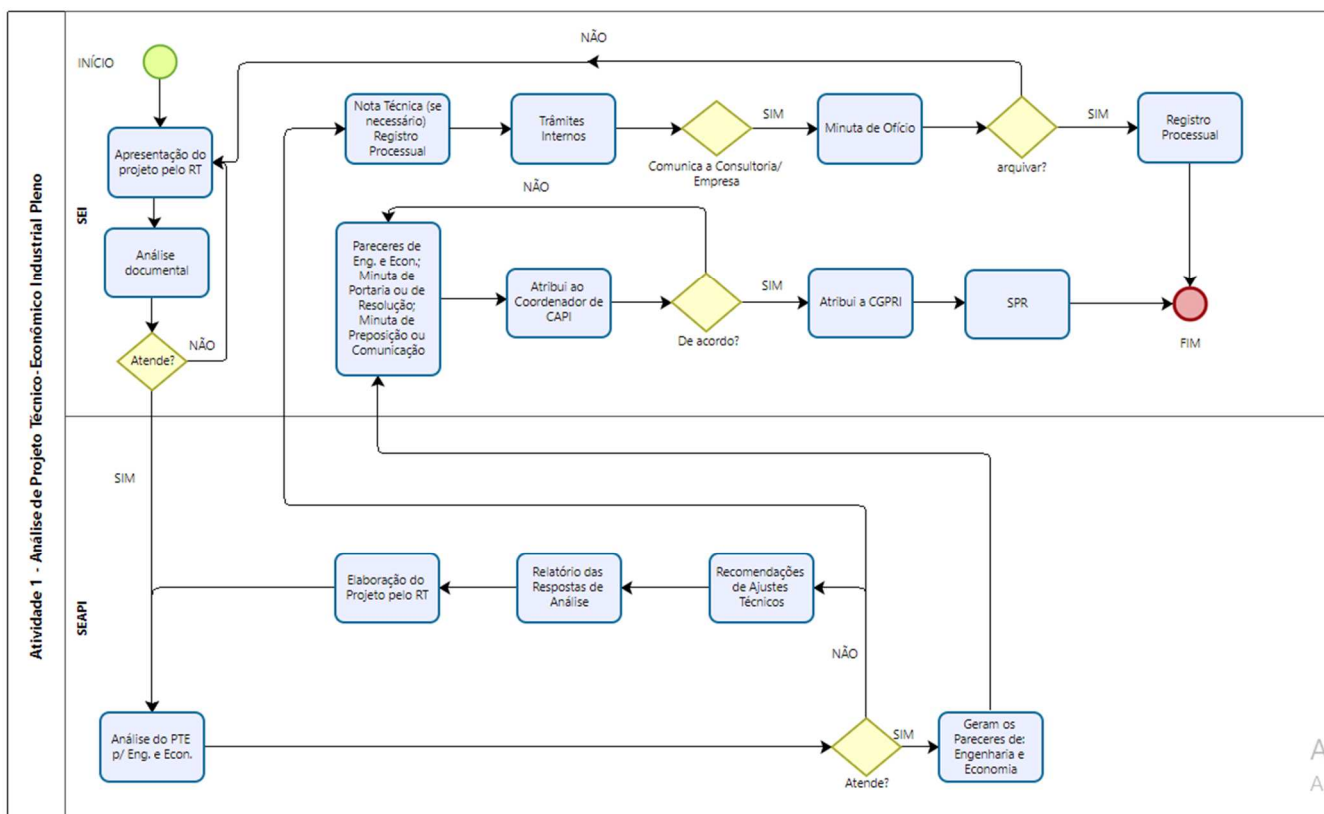 Atividade 1 - Análise de Projeto Técnico-Econômico Industrial Pleno
SEI
INÍCIO
NÃO
Apresentação do
projeto pelo RT
Nota Técnica (se
necessário)
Registro
Processual
Trâmites
Internos
Comunica a Consultoria/
Empresa
SIM
Minuta de Ofício
arquivar?
SIM
Registro
Processual
Análise
documental
Atende?
NÃO
NÃO
Pareceres de
Eng. e Econ.;
Minuta de
Portaria ou de
Resolução;
Minuta de
Preposição ou
Comunicação
Atribui ao
Coordenador de
CAPI
De acordo?
SIM
Atribui a CGPRI
SPR
FIM
SEAPI
SIM
Elaboração do
Projeto pelo RT
Relatório das
Respostas de
Análise
Recomendações
de Ajustes
Técnicos
NÃO
Análise do PTE
p/ Eng. e Econ.
Atende?
SIM
Geram os
Pareceres de:
Engenharia e
Economia
A
A